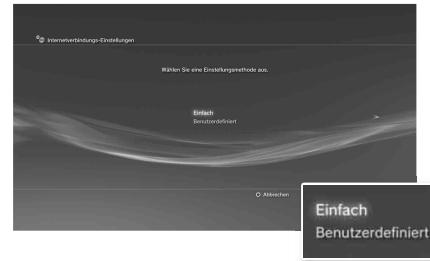 Internetverbindungs-Einstellungen
Wählen Sie eine Einstellungsmethode aus.
Einfach
Benutzerdefiniert
Abbrechen
Einfach
Benutzerdefiniert